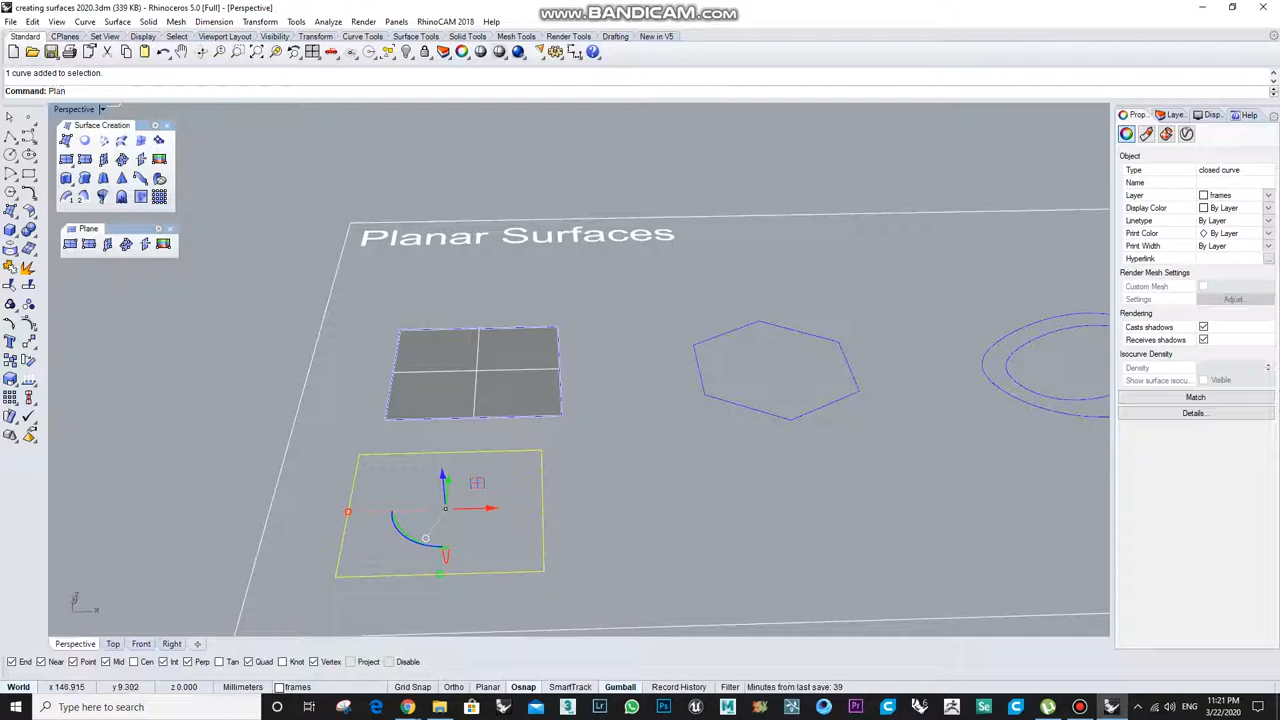 creating surfaces 2020.3dm (339 KB) - Rhinoceros 5.0 [Full] - [Perspective]
www.BANDICAM.com
File Edit View Curve Surface Solid Mesh Dimension Transform Tools Analyze Render Panels RhinoCAM 2018 Help
Standard CPlanes Set View Display Select Viewport Layout Visibility Transform Curve Tools Surface Tools Solid Tools Mesh Tools Render Tools Drafting New in V5
1 curve added to selection.
Command: Plan
Perspective
Surface Creation
Plane
Planar Surfaces
Prop... Laye... Disp... Help
Object
Type closed curve
Name
Layer frames
Display Color By Layer
Linetype By Layer
Print Color By Layer
Print Width By Layer
Hyperlink ...
Render Mesh Settings
Custom Mesh
Settings Adjust...
Rendering
Casts shadows
Receives shadows
Isocurve Density
Density
Show surface isocu... Visible
Match
Details...
z
x
Perspective Top Front Right
End Near Point Mid Cen Int Perp Tan Quad Knot Vertex Project Disable
World x 146.915 y 9.302 z 0.000 Millimeters frames Grid Snap Ortho Planar Osnap SmartTrack Gumball Record History Filter Minutes from last save: 39
Type here to search
ENG
11:21 PM
3/22/2020